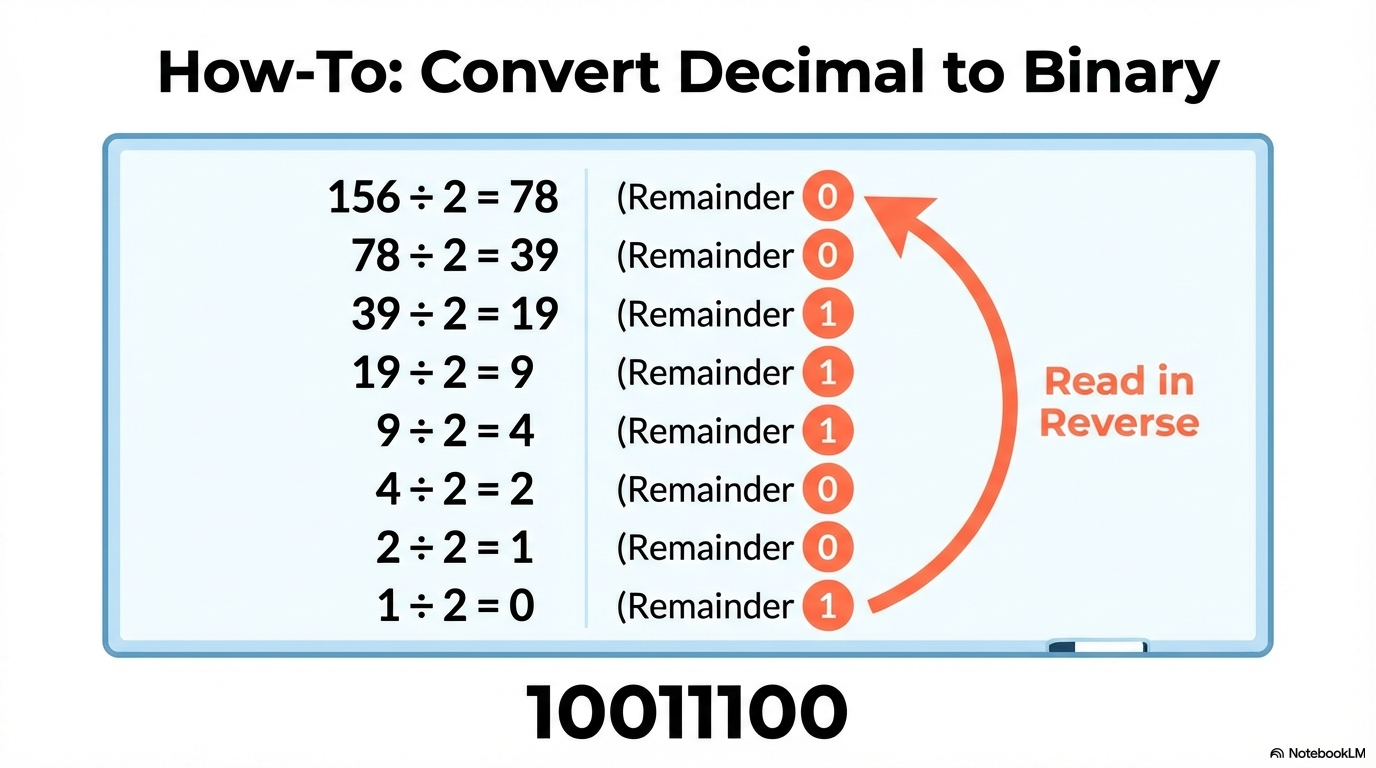 How-To: Convert Decimal to Binary
156 ÷ 2 = 78 (Remainder 0
78 ÷ 2 = 39 (Remainder 0
39 ÷ 2 = 19 (Remainder 1
19 ÷ 2 = 9 (Remainder 1
9 ÷ 2 = 4 (Remainder 1
4 ÷ 2 = 2 (Remainder 0
2 ÷ 2 = 1 (Remainder 0
1 ÷ 2 = 0 (Remainder 1
Read in
Reverse
10011100
NotebookLM